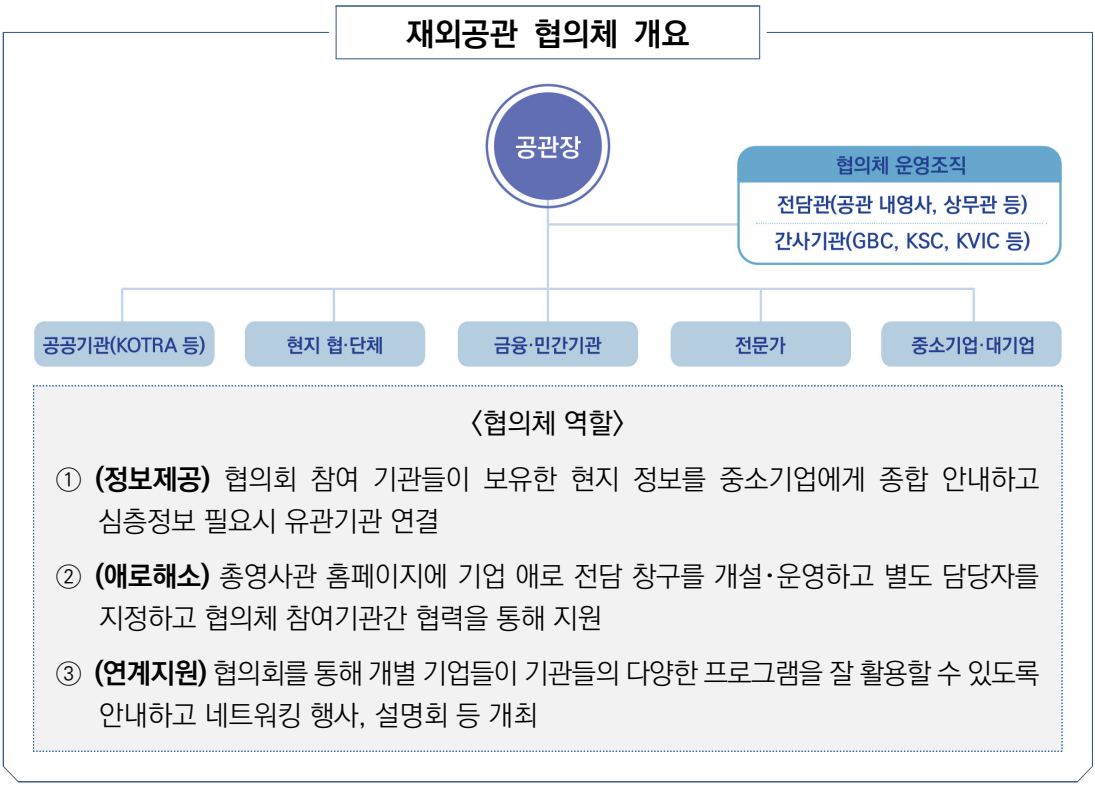 재외공관 협의체 개요
공관장
협의체 운영조직
전담관(공관 내영사, 상무관 등)
간사기관(GBC, KSC, KVIC 등)
공공기관(KOTRA 등)
현지 협·단체
금융·민간기관
전문가
중소기업·대기업
〈협의체 역할〉
① (정보제공) 협의회 참여 기관들이 보유한 현지 정보를 중소기업에게 종합 안내하고
심층정보 필요시 유관기관 연결
② (애로해소) 총영사관 홈페이지에 기업 애로 전담 창구를 개설·운영하고 별도 담당자를
지정하고 협의체 참여기관간 협력을 통해 지원
③ (연계지원) 협의회를 통해 개별 기업들이 기관들의 다양한 프로그램을 잘 활용할 수 있도록
안내하고 네트워킹 행사, 설명회 등 개최